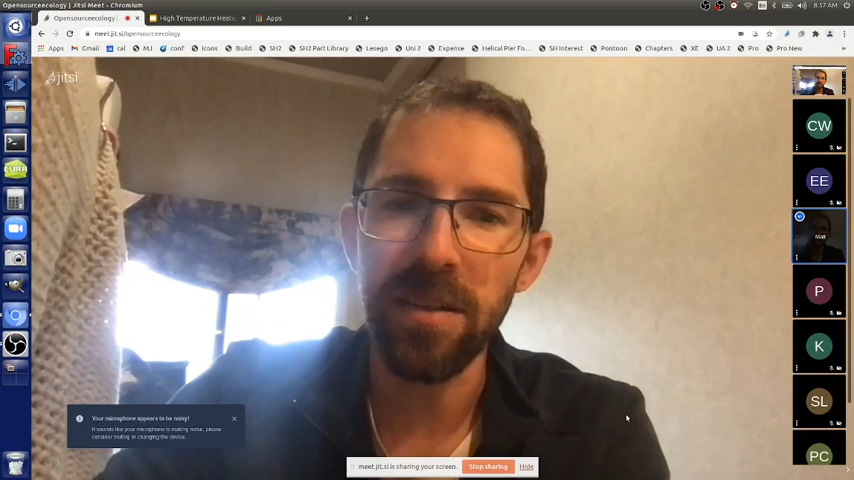 Opensourceecology | Jitsi Meet - Chromium
8:57 AM
Opensourceecology
High Temperature Heate
Apps
meet.jit.si/opensourceecology
Apps
Gmail
cal
MJ
conf
Icons
Build
SH2
SH2 Part Library
Lesego
Uni 2
Expense
Helical Pier Fo...
SH Interest
Pontoon
Chapters
XE
UA 2
Pro
Pro New
jitsi
CW
EE
Matt
P
K
SL
PC
CURA
Your microphone appears to be noisy!
It sounds like your microphone is making noise, please
consider muting or changing the device.
meet.jit.si is sharing your screen.
Stop sharing
Hide